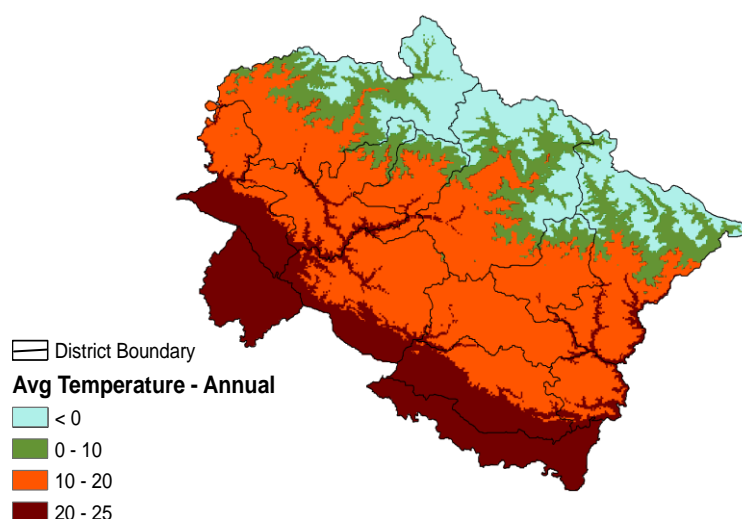 District Boundary
Avg Temperature - Annual
< 0
0 - 10
10 - 20
20 - 25